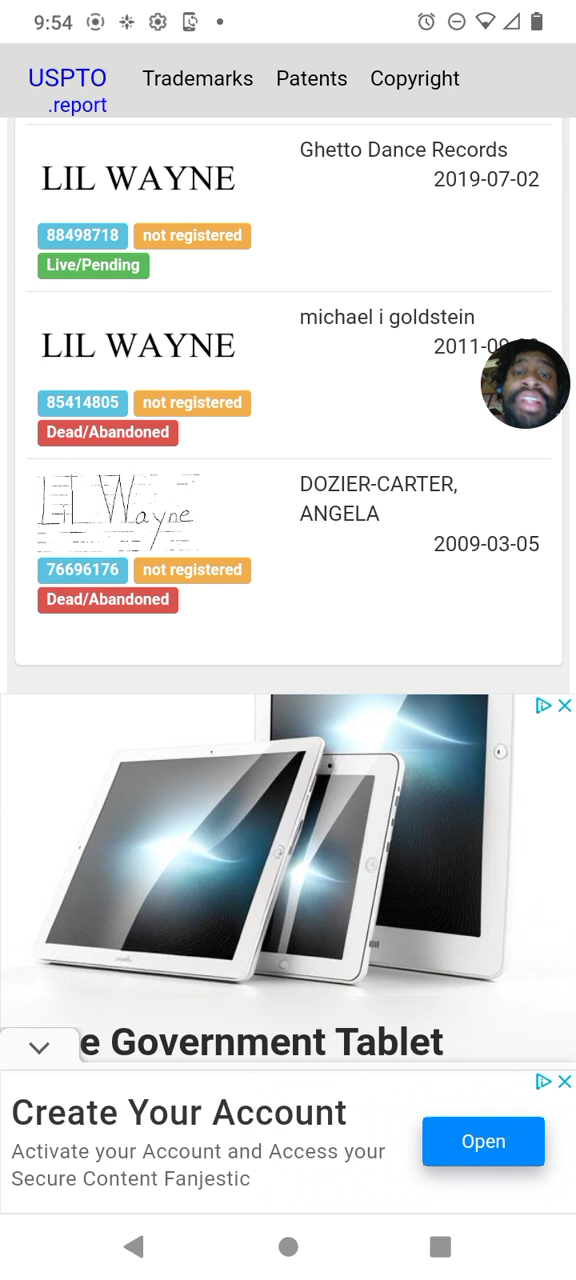 9:54
USPTO Trademarks Patents Copyright
.report
LIL WAYNE
Ghetto Dance Records
2019-07-02
88498718 not registered
Live/Pending
LIL WAYNE
michael i goldstein
85414805 not registered
Dead/Abandoned
Lil Wayne
DOZIER-CARTER,
ANGELA
2009-03-05
76696176 not registered
Dead/Abandoned
e Government Tablet
Create Your Account
Activate your Account and Access your
Secure Content Fanjestic
Open